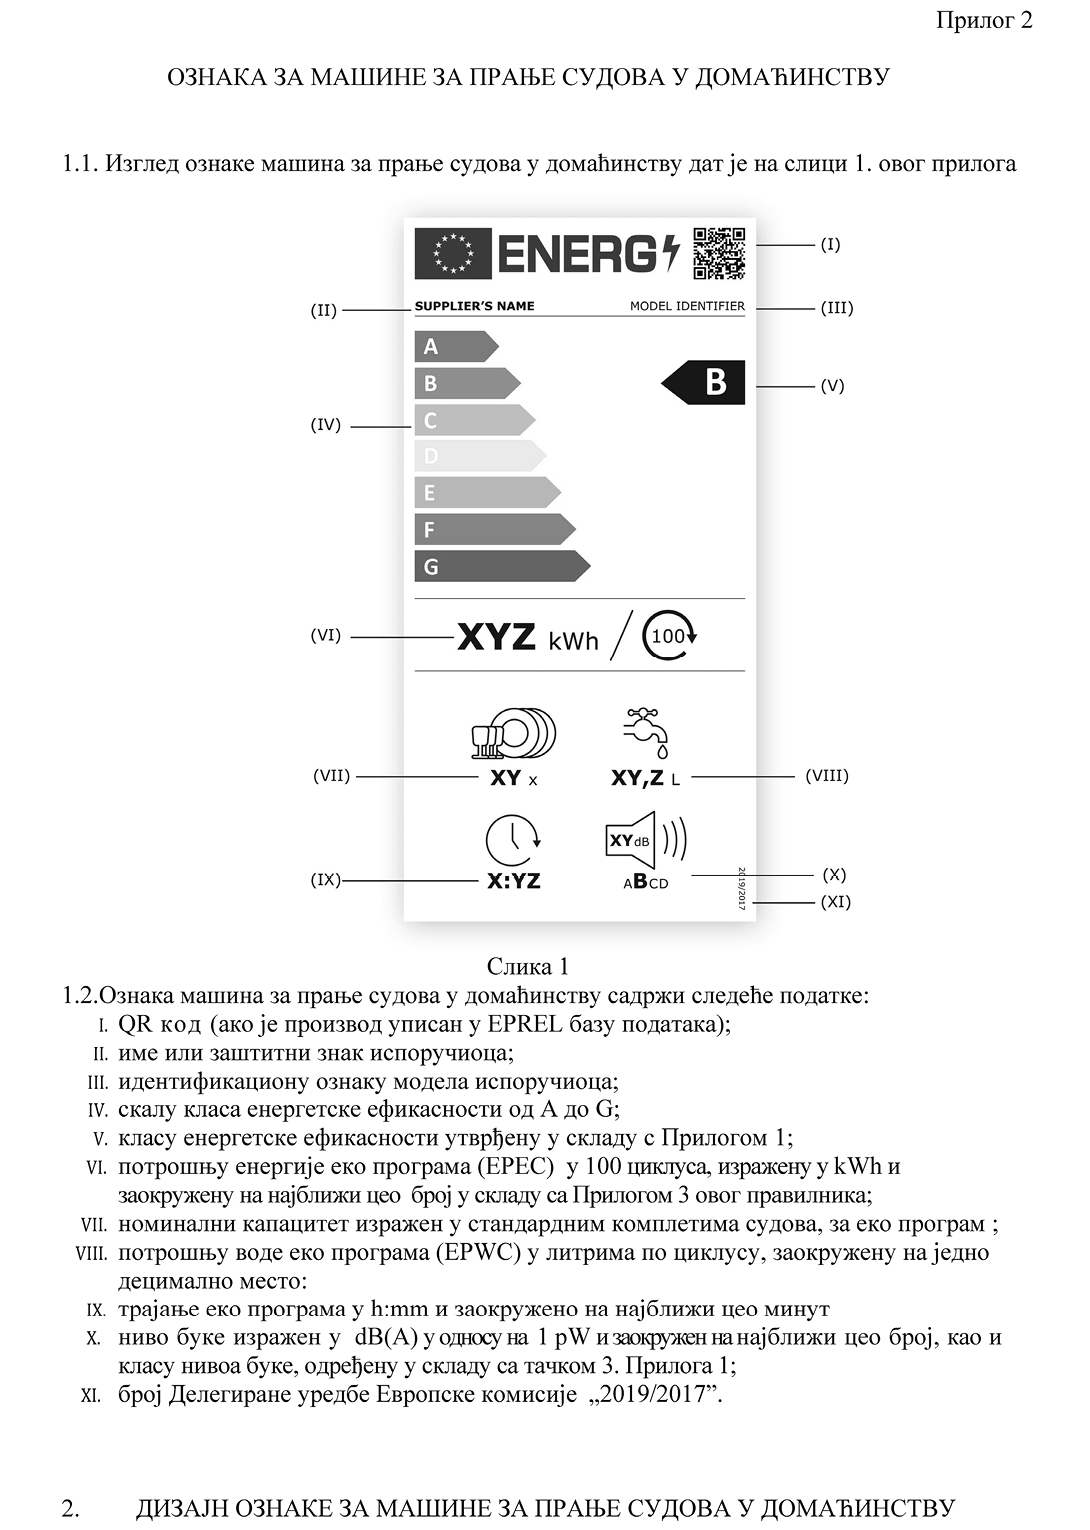 Прилог 2
ОЗНАКА ЗА МАШИНЕ ЗА ПРАЊЕ СУДОВА У ДОМАЋИНСТВУ
1.1. Изглед ознаке машина за прање судова у домаћинству дат је на слици 1. овог прилога
ENERG
(I)
(II)
SUPPLIER'S NAME
MODEL IDENTIFIER
(III)
A
B
B
(V)
(IV)
C
D
E
F
G
(VI)
XYZ kWh / 100
(VII)
XY x
XY,Z L
(VIII)
XY dB
(IX)
X:YZ
ABCD
(X)
2019/2017
(XI)
Слика 1
1.2.Ознака машина за прање судова у домаћинству садржи следеће податке:
I. QR код (ако је производ уписан у EPREL базу података);
II. име или заштитни знак испоручиоца;
III. идентификациону ознаку модела испоручиоца;
IV. скалу класа енергетске ефикасности од А до G;
V. класу енергетске ефикасности утврђену у складу с Прилогом 1;
VI. потрошњу енергије еко програма (EPEC) у 100 циклуса, изражену у kWh и
заокружену на најближи цео број у складу са Прилогом 3 овог правилника;
VII. номинални капацитет изражен у стандардним комплетима судова, за еко програм ;
VIII. потрошњу воде еко програма (EPWC) у литрима по циклусу, заокружену на једно
децимално место:
IX. трајање еко програма у h:mm и заокружено на најближи цео минут
X. ниво буке изражен у dB(A) у односу на 1 pW и заокружен на најближи цео број, као и
класу нивоа буке, одређену у складу са тачком 3. Прилога 1;
XI. број Делегиране уредбе Европске комисије „2019/2017”.
2. ДИЗАЈН ОЗНАКЕ ЗА МАШИНЕ ЗА ПРАЊЕ СУДОВА У ДОМАЋИНСТВУ